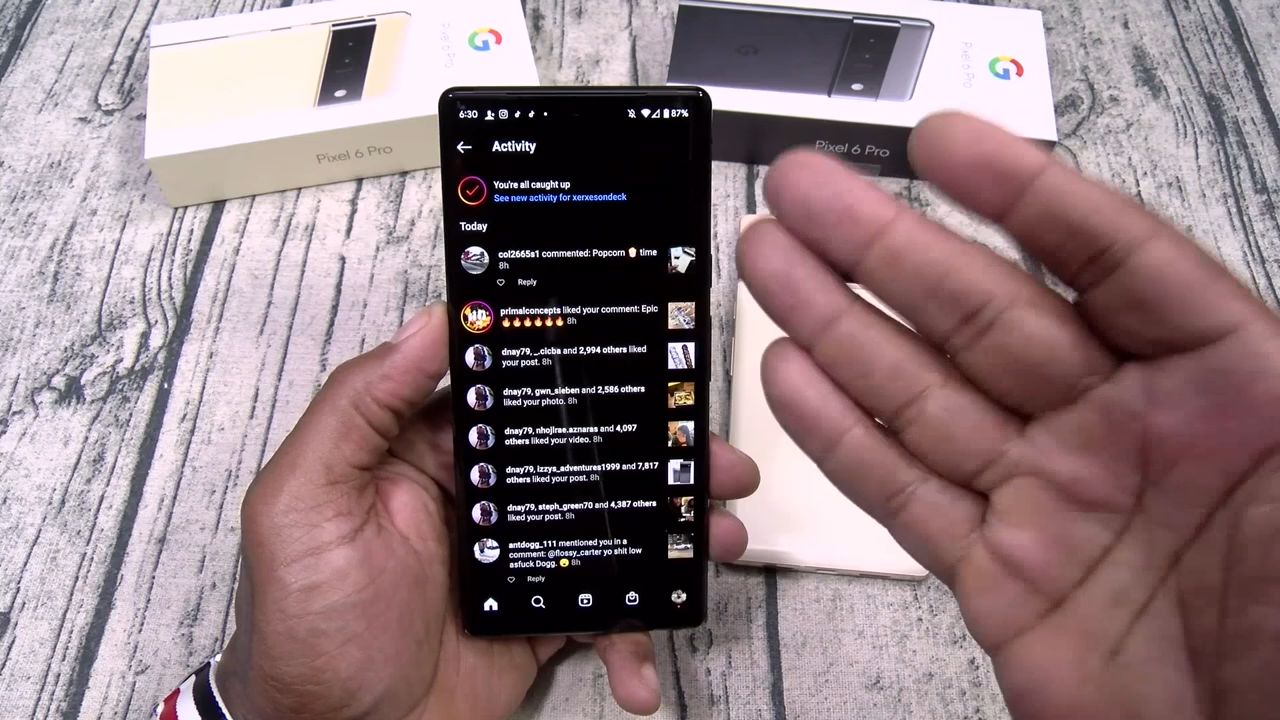 Pixel 6 Pro
Pixel 6 Pro
G
Pixel 6 Pro
Pixel 6 Pro
6:30
87%
Activity
You're all caught up
See new activity for xerxesondeck
Today
col2665s1 commented: Popcorn 🍿 time
8h
Reply
primalconcepts liked your comment: Epic
🔥🔥🔥🔥🔥🔥 8h
dnay79, _.cicba and 2,994 others liked
your post. 8h
dnay79, gwn_sieben and 2,586 others
liked your photo. 8h
dnay79, nhojlrae.aznaras and 4,097
others liked your video. 8h
dnay79, izzys_adventures1999 and 7,817
others liked your post. 8h
dnay79, steph_green70 and 4,387 others
liked your post. 8h
antdogg_111 mentioned you in a
comment: @flossy_carter yo shit low
asfuck Dogg. 😮 8h
Reply